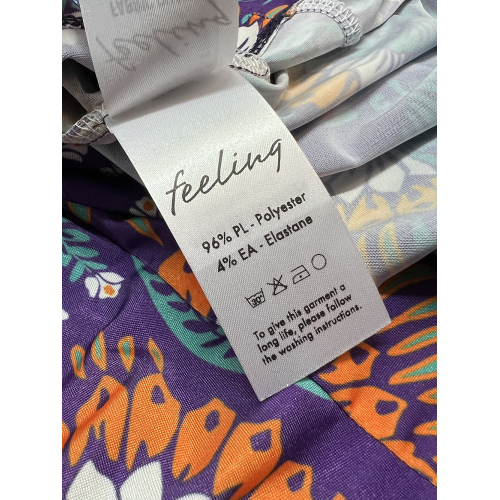 feeling
96% PL - Polyester
4% EA - Elastane
30°
To give this garment a
long life, please follow
the washing instructions.